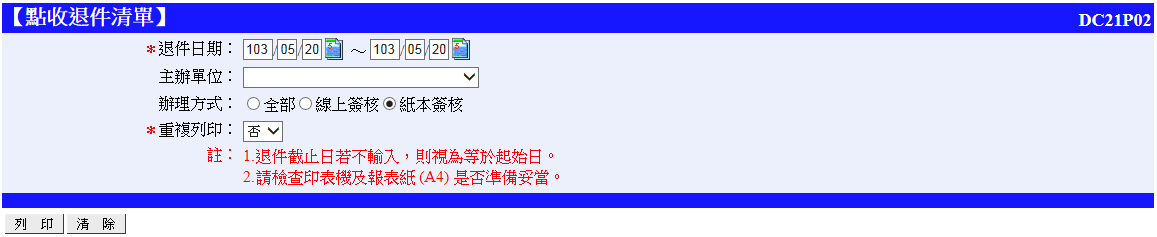 【點收退件清單】 DC21P02
*退件日期： 103/05/20 ～ 103/05/20
主辦單位：
辦理方式： 全部 線上簽核 紙本簽核
*重複列印： 否
註： 1.退件截止日若不輸入，則視為等於起始日。
2.請檢查印表機及報表紙(A4)是否準備妥當。
列 印 清 除